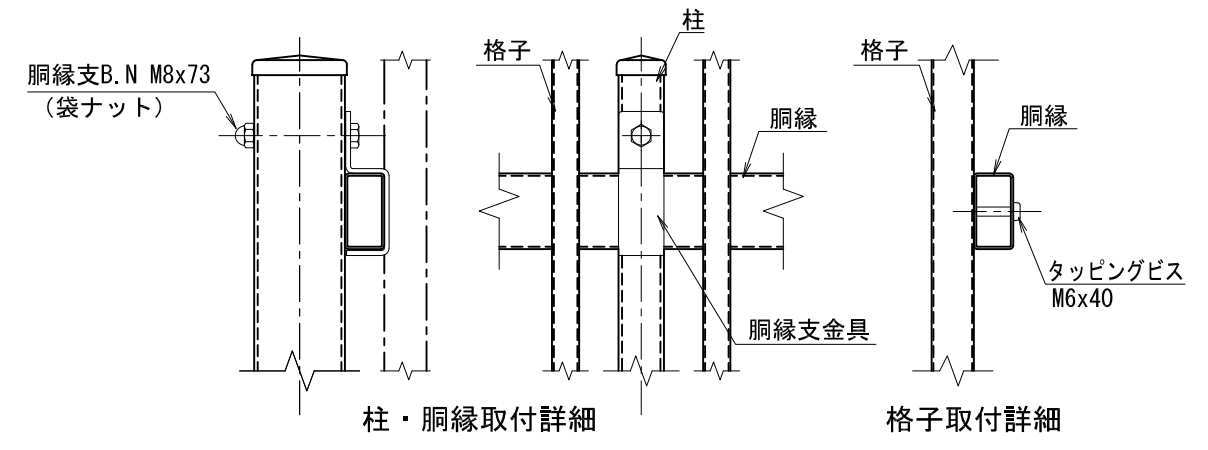 胴縁支B.N M8x73
（袋ナット）
格子
柱
胴縁
胴縁支金具
柱・胴縁取付詳細
格子
胴縁
タッピングビス
M6x40
格子取付詳細